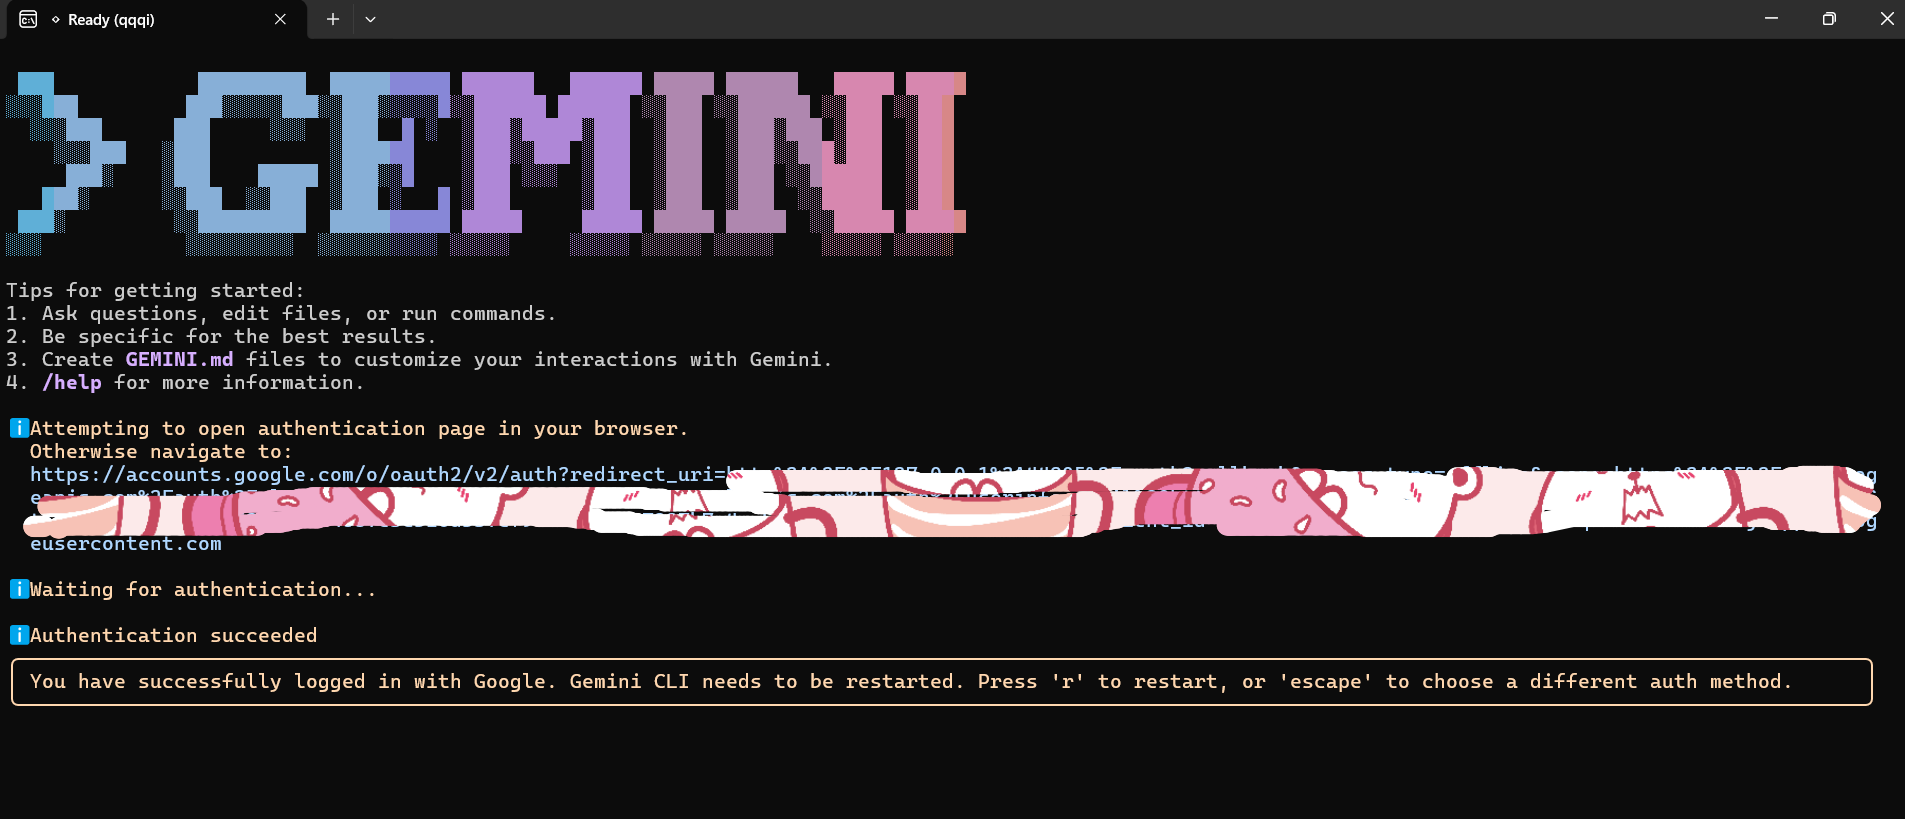 Ready (qqqi)
> GEMINI
Tips for getting started:
1. Ask questions, edit files, or run commands.
2. Be specific for the best results.
3. Create GEMINI.md files to customize your interactions with Gemini.
4. /help for more information.
Attempting to open authentication page in your browser.
Otherwise navigate to:
https://accounts.google.com/o/oauth2/v2/auth?redirect_uri=
eusercontent.com
Waiting for authentication...
Authentication succeeded
You have successfully logged in with Google. Gemini CLI needs to be restarted. Press 'r' to restart, or 'escape' to choose a different auth method.